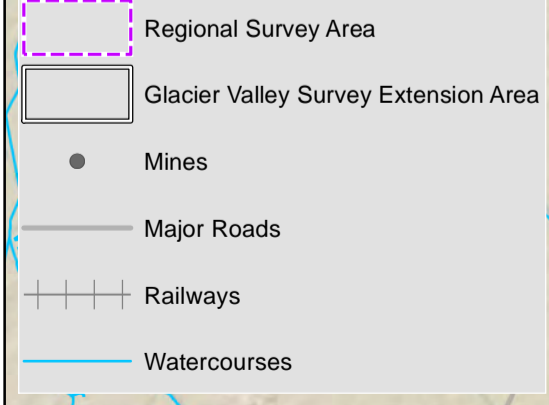 Regional Survey Area
Glacier Valley Survey Extension Area
Mines
Major Roads
Railways
Watercourses